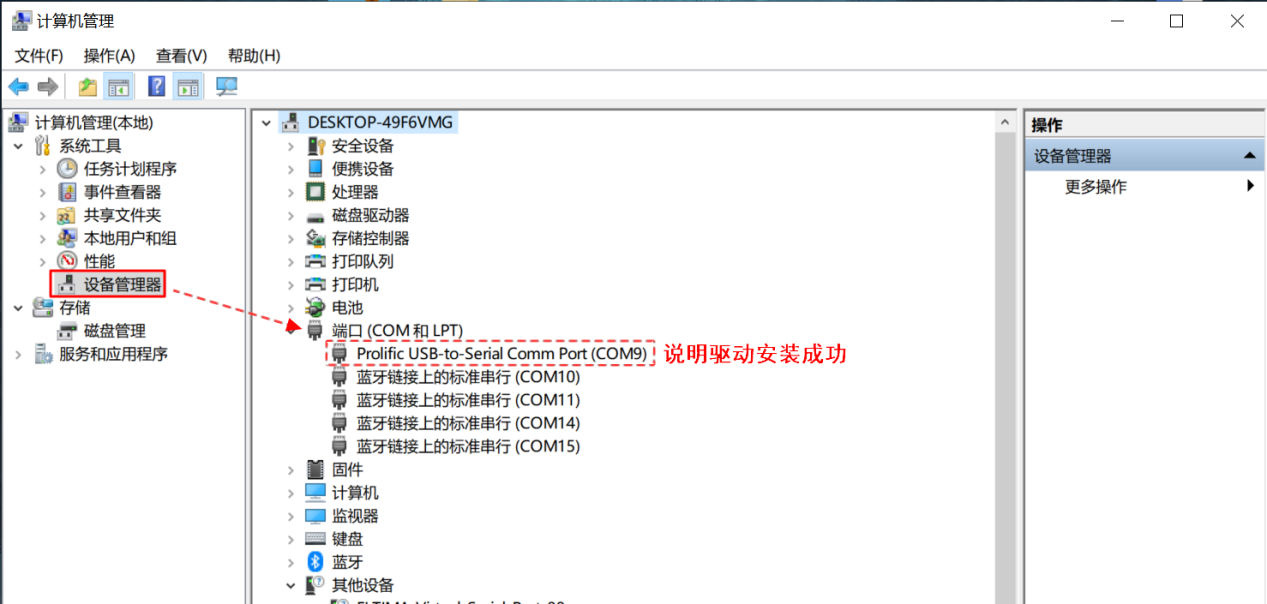 计算机管理
文件(F) 操作(A) 查看(V) 帮助(H)
计算机管理(本地)
系统工具
任务计划程序
事件查看器
共享文件夹
本地用户和组
性能
设备管理器
存储
磁盘管理
服务和应用程序
DESKTOP-49F6VMG
安全设备
便携设备
处理器
磁盘驱动器
存储控制器
打印队列
打印机
电池
端口 (COM 和 LPT)
Prolific USB-to-Serial Comm Port (COM9) 说明驱动安装成功
蓝牙链接上的标准串行 (COM10)
蓝牙链接上的标准串行 (COM11)
蓝牙链接上的标准串行 (COM14)
蓝牙链接上的标准串行 (COM15)
固件
计算机
监视器
键盘
蓝牙
其他设备
操作
设备管理器
更多操作